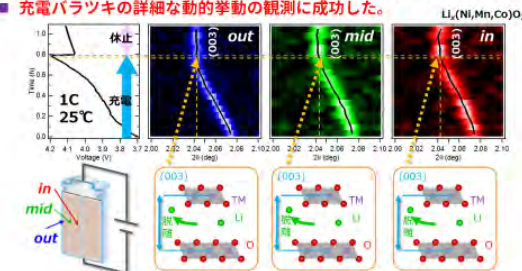 ■ 充電バラツキの詳細な動的挙動の観測に成功した。
Liₓ(Ni,Mn,Co)O₂
休止
out
(003)
mid
(003)
in
(003)
1.0
0.8
0.6
0.4
0.2
0.0
Time (h)
1C
25℃
充電
4.2 4.1 4.0 3.9 3.8 3.7
Voltage (V)
2.00 2.02 2.04 2.06 2.08 2.10
2θ (deg)
2.02 2.04 2.06 2.08 2.10
2θ (deg)
2.02 2.04 2.06 2.08 2.10
2θ (deg)
in
mid
out
(003)
TM
Li
脱離
O
(003)
TM
Li
脱離
O
(003)
TM
Li
脱離
O